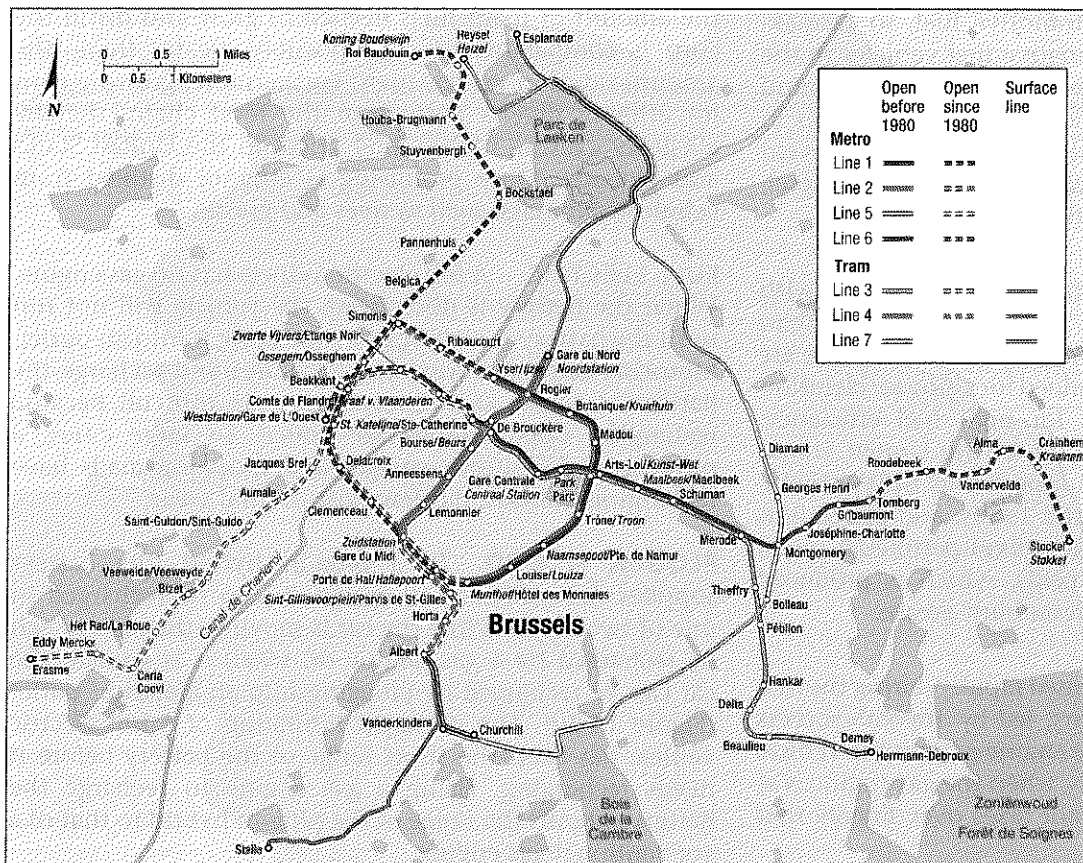 Koning Boudewijn
Roi Baudouin
Heysel
Heizel
Esplanade
0 0.5 1 Miles
0 0.5 1 Kilometers
N
Houba-Brugmann
Parc de
Laeken
Stuyvenbergh
Bockstael
Pannenhuis
Belgica
Simonis
Zwarte Vijvers/Etangs Noir
Ribaucourt
Ossegem/Osseghem
Gare du Nord
Noordstation
Yser/Ijzer
Beekkant
Rogier
Comte de Flandre/Graaf v. Vlaanderen
Botanique/Kruidtuin
Weststation/Gare de L'Ouest
St. Katelijne/Ste-Catherine
De Brouckère
Madou
Bourse/Beurs
Diamant
Alma
Crainhem
Kraainem
Jacques Brel
Delacroix
Arts-Loi/Kunst-Wet
Roodebeek
Anneessens
Gare Centrale
Centraal Station
Park
Parc
Maalbeek/Maelbeek
Schuman
Vandervelde
Aumale
Georges Henri
Tomberg
Clemenceau
Lemonnier
Gribaumont
Saint-Guidon/Sint-Guido
Trône/Troon
Joséphine-Charlotte
Merode
Zuidstation
Gare du Midi
Naamsepoort/Pte. de Namur
Montgomery
Stockel
Stokkel
Veeweide/Veeweyde
Louise/Louiza
Porte de Hal/Hallepoort
Bizet
Canal de Charleroi
Munthof/Hôtel des Monnaies
Thieffry
Sint-Gillisvoorplein/Parvis de St-Gilles
Boileau
Horta
Brussels
Het Rad/La Roue
Pétillon
Eddy Merckx
Albert
Erasme
Ceria
Coovi
Hankar
Delta
Vanderkindere
Churchill
Beaulieu
Demey
Herrmann-Debroux
Bois
de la
Cambre
Zoniënwoud
Forêt de Soignes
Stalle
Open before 1980
Open since 1980
Surface line
Metro
Line 1
Line 2
Line 5
Line 6
Tram
Line 3
Line 4
Line 7